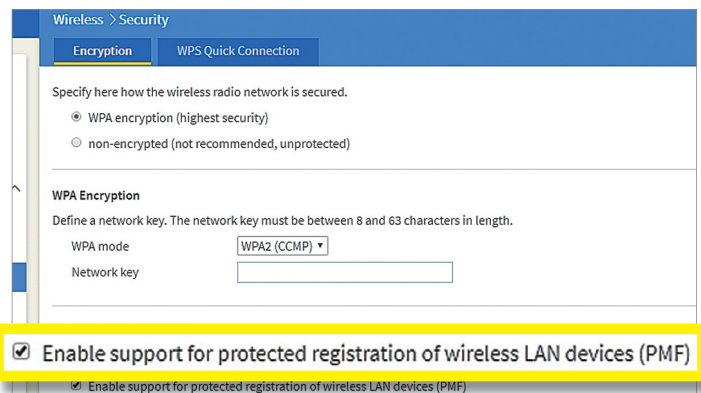 Wireless > Security
Encryption
WPS Quick Connection
Specify here how the wireless radio network is secured.
WPA encryption (highest security)
non-encrypted (not recommended, unprotected)
WPA Encryption
Define a network key. The network key must be between 8 and 63 characters in length.
WPA mode
WPA2 (CCMP)
Network key
Enable support for protected registration of wireless LAN devices (PMF)
Enable support for protected registration of wireless LAN devices (PMF)